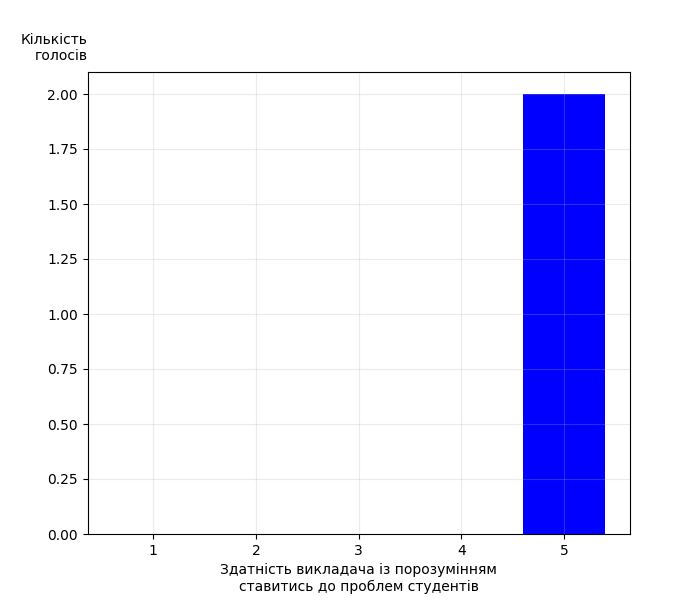 Кількість
голосів
2.00
1.75
1.50
1.25
1.00
0.75
0.50
0.25
0.00
1 2 3 4 5
Здатність викладача із порозумінням
ставитись до проблем студентів